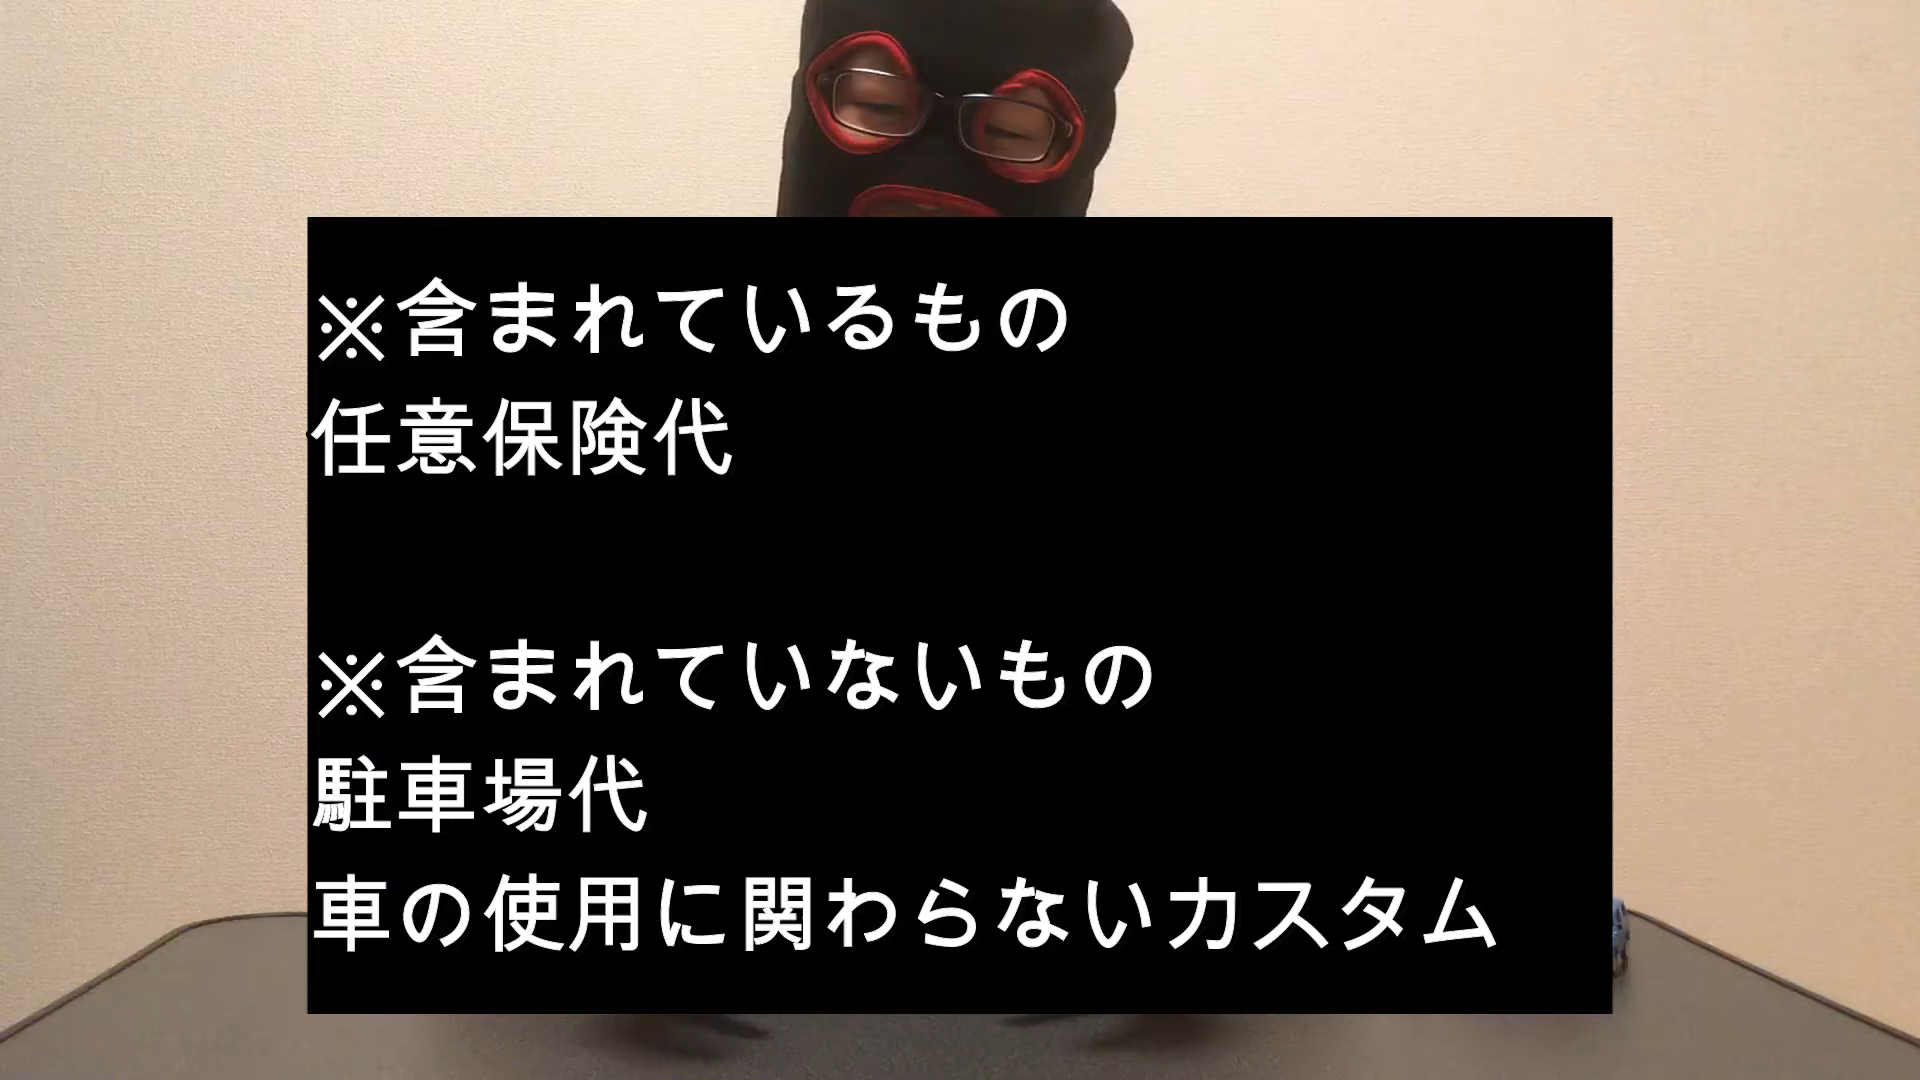 ※含まれているもの
任意保険代
※含まれていないもの
駐車場代
車の使用に関わらないカスタム